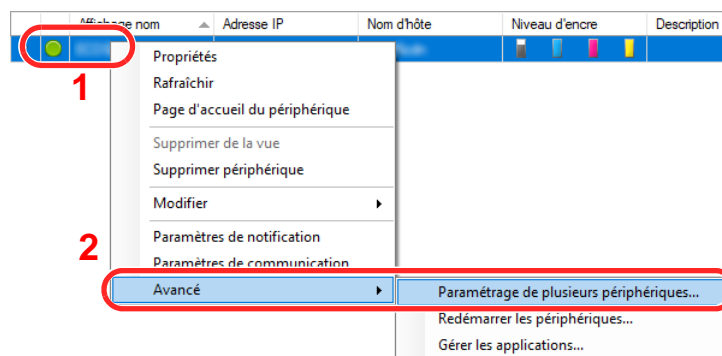 Affichage nom Adresse IP Nom d'hôte Niveau d'encre Description
1
Propriétés
Rafraîchir
Page d'accueil du périphérique
Supprimer de la vue
Supprimer périphérique
Modifier
2
Paramètres de notification
Paramètres de communication
Avancé
Paramétrage de plusieurs périphériques...
Redémarrer les périphériques...
Gérer les applications...